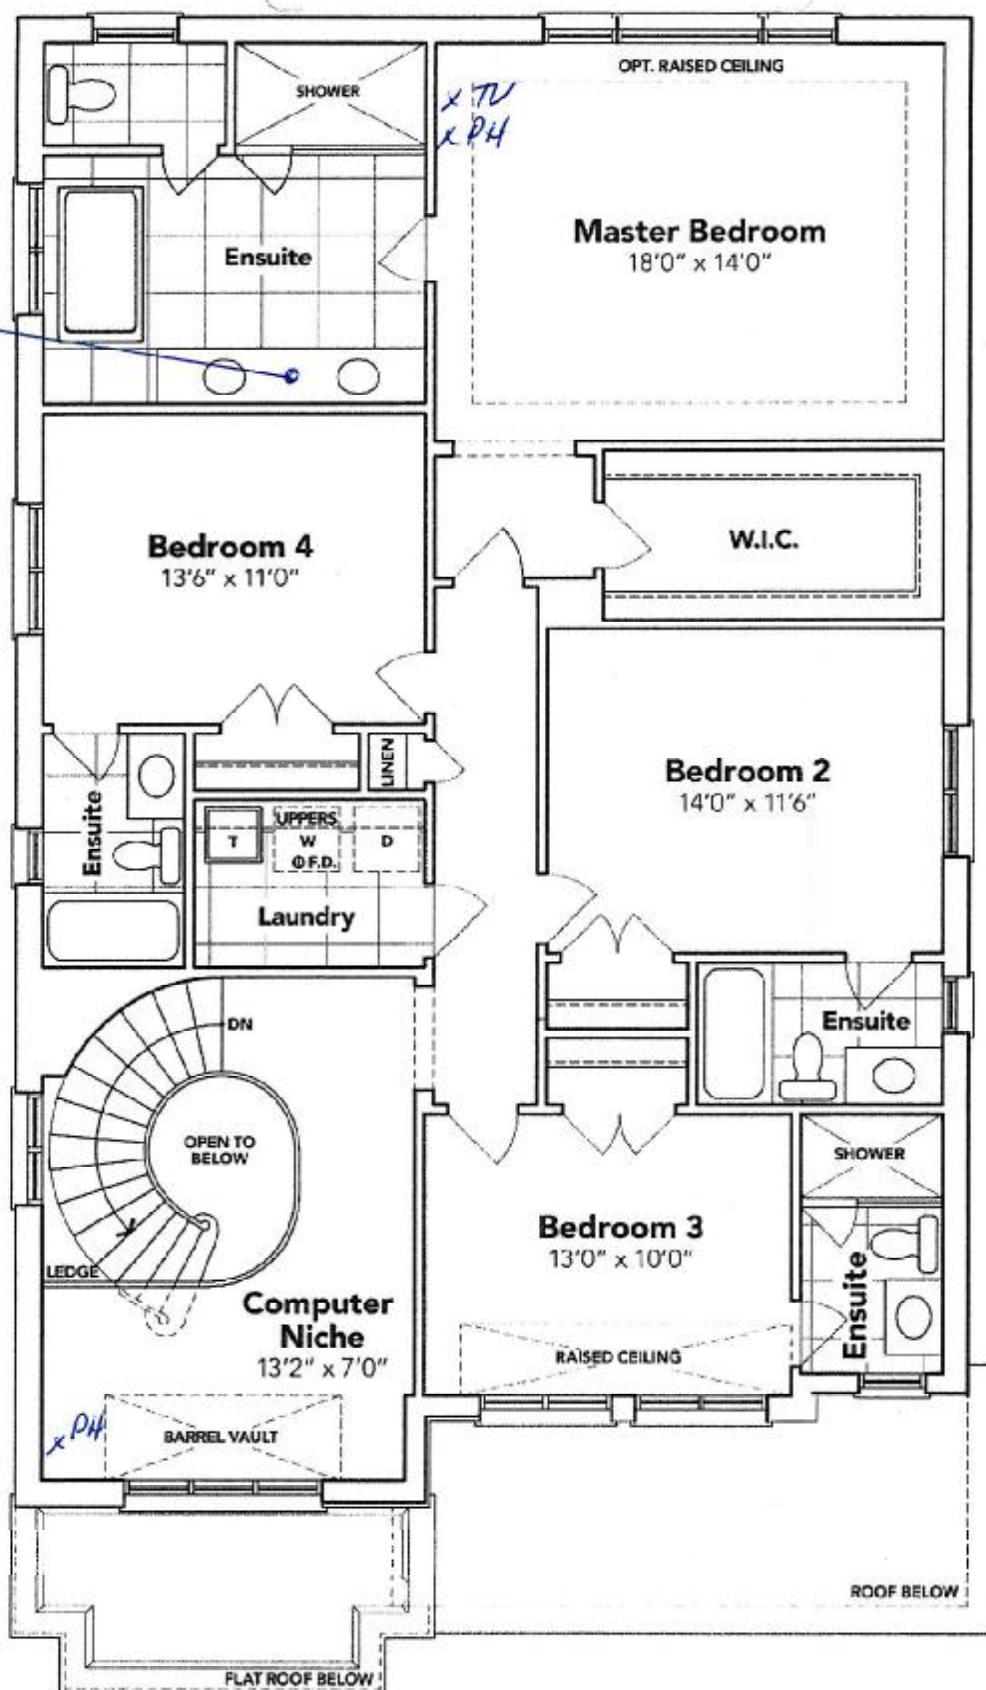 OPT. RAISED CEILING
SHOWER
x TV
x PH
Master Bedroom
18'0" x 14'0"
Ensuite
Bedroom 4
13'6" x 11'0"
W.I.C.
LINEN
Bedroom 2
14'0" x 11'6"
Ensuite
UPPERS
T
W
D
Φ F.D.
Laundry
Ensuite
DN
OPEN TO
BELOW
SHOWER
Bedroom 3
13'0" x 10'0"
Ensuite
LEDGE
Computer
Niche
13'2" x 7'0"
RAISED CEILING
x PH
BARREL VAULT
ROOF BELOW
FLAT ROOF BELOW